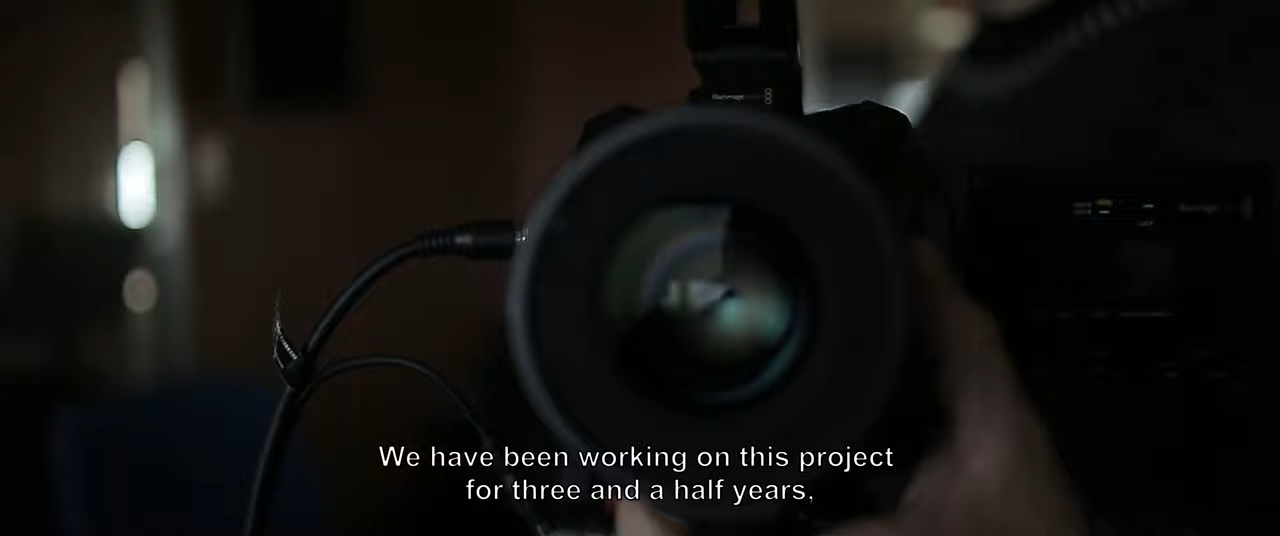 We have been working on this project
for three and a half years,